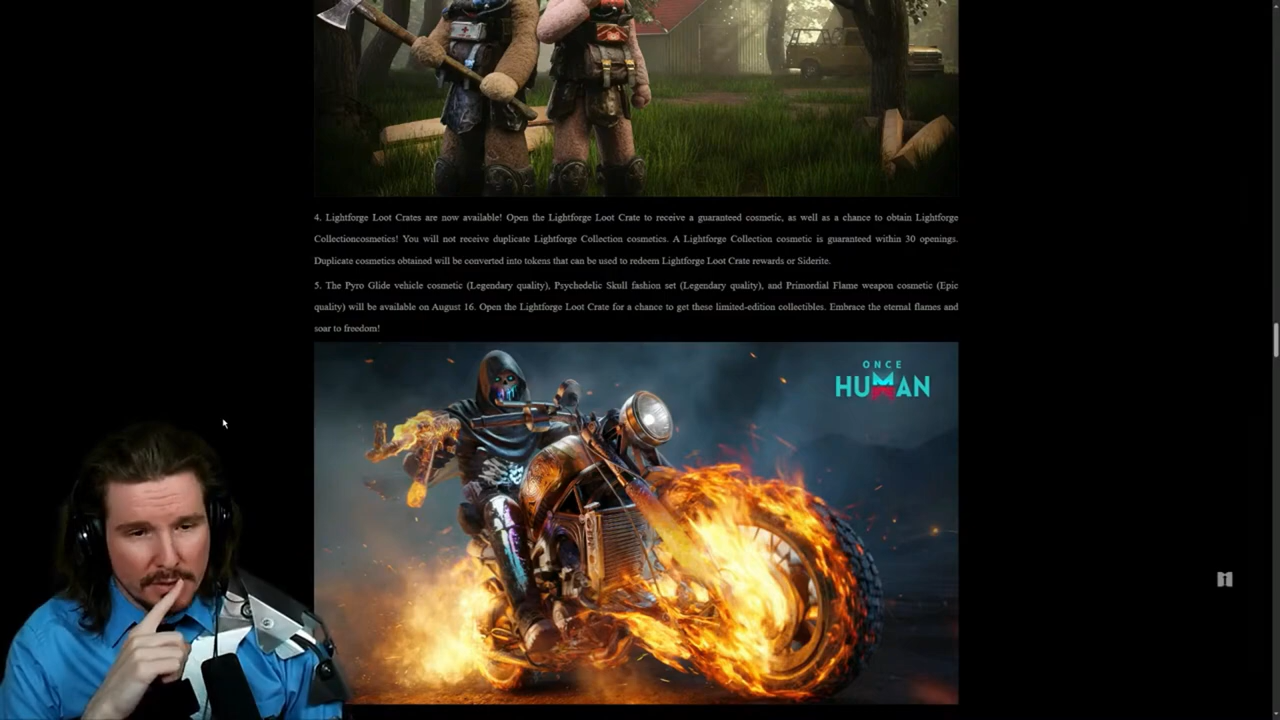 4. Lightforge Loot Crates are now available! Open the Lightforge Loot Crate to receive a guaranteed cosmetic, as well as a chance to obtain Lightforge
Collectioncosmetics! You will not receive duplicate Lightforge Collection cosmetics. A Lightforge Collection cosmetic is guaranteed within 30 openings.
Duplicate cosmetics obtained will be converted into tokens that can be used to redeem Lightforge Loot Crate rewards or Siderite.
5. The Pyro Glide vehicle cosmetic (Legendary quality), Psychedelic Skull fashion set (Legendary quality), and Primordial Flame weapon cosmetic (Epic
quality) will be available on August 16. Open the Lightforge Loot Crate for a chance to get these limited-edition collectibles. Embrace the eternal flames and
soar to freedom!
ONCE
HUMAN